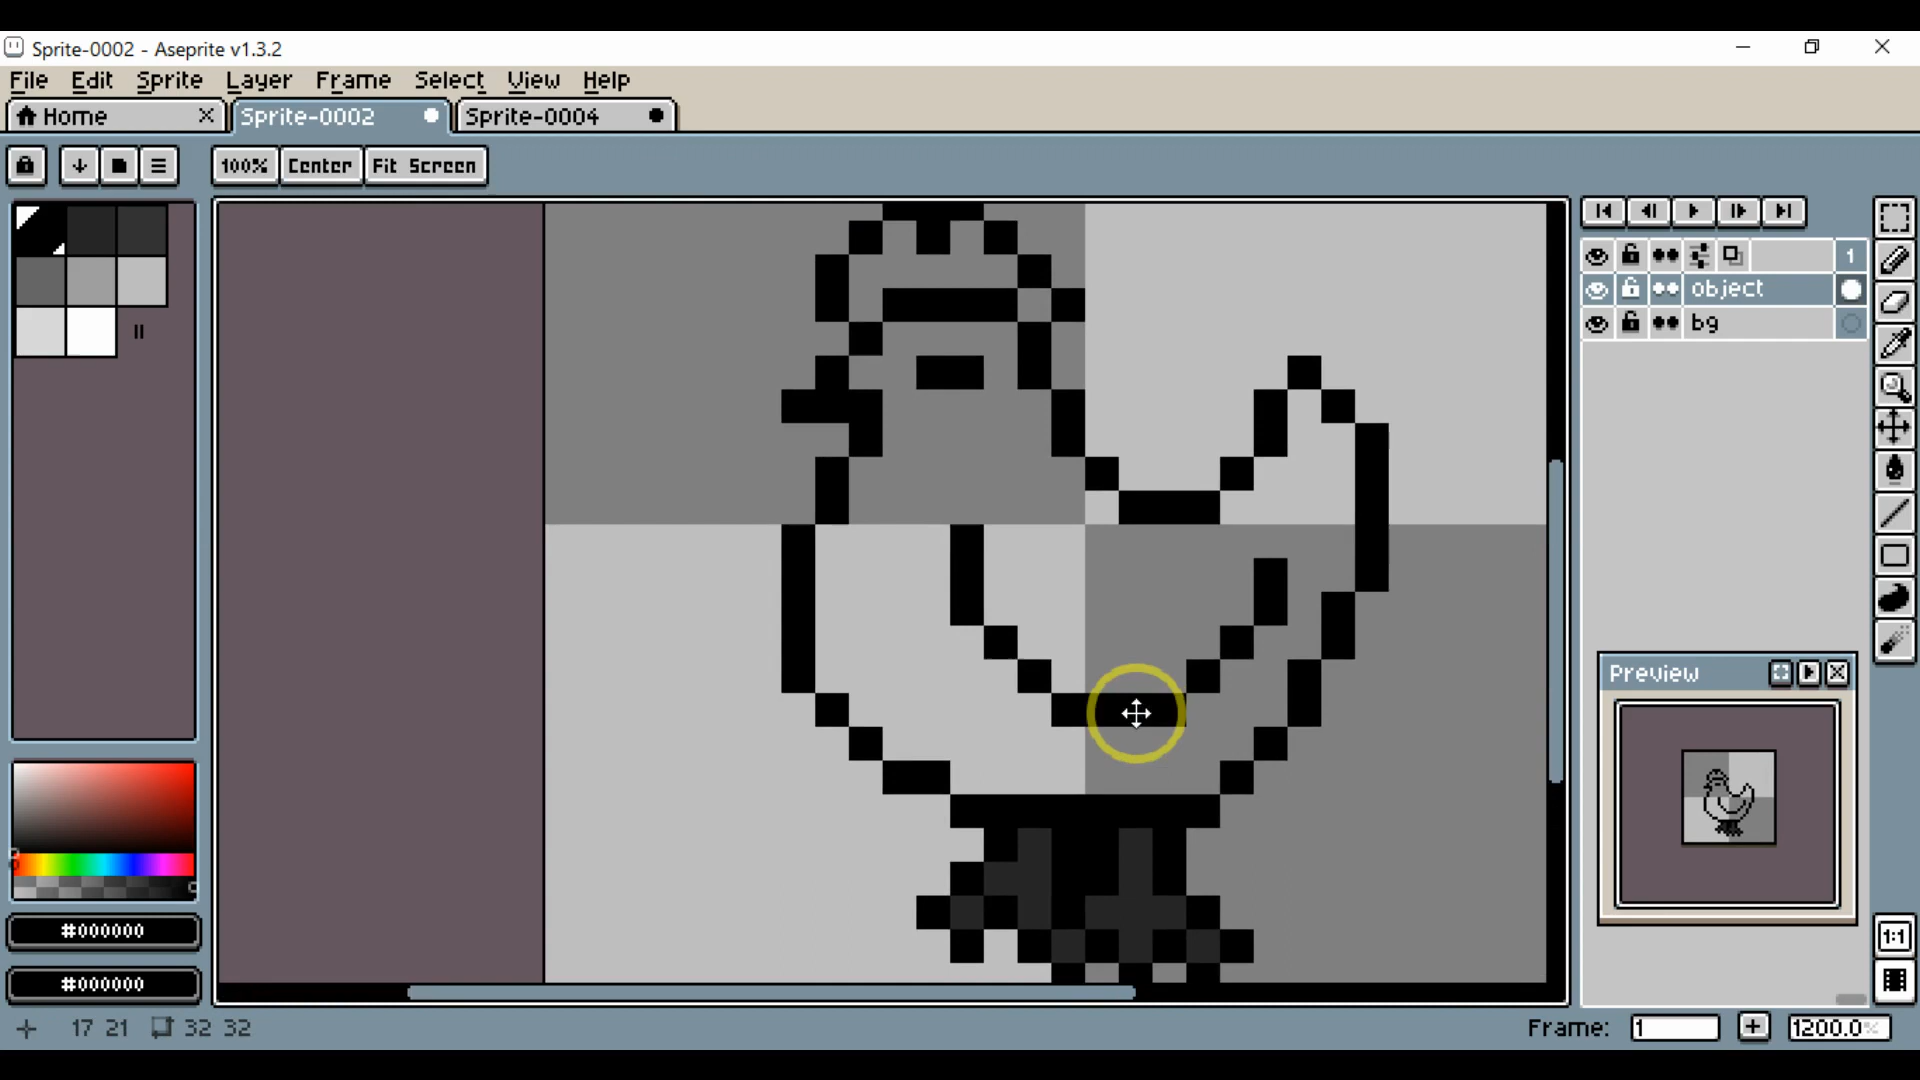 Sprite-0002 - Aseprite v1.3.2
File Edit Sprite Layer Frame Select View Help
Home Sprite-0002 Sprite-0004
100% Center Fit Screen
1
object
bg
Preview
1:1
#000000
#000000
17 21 32 32
Frame: 1 1200.0%